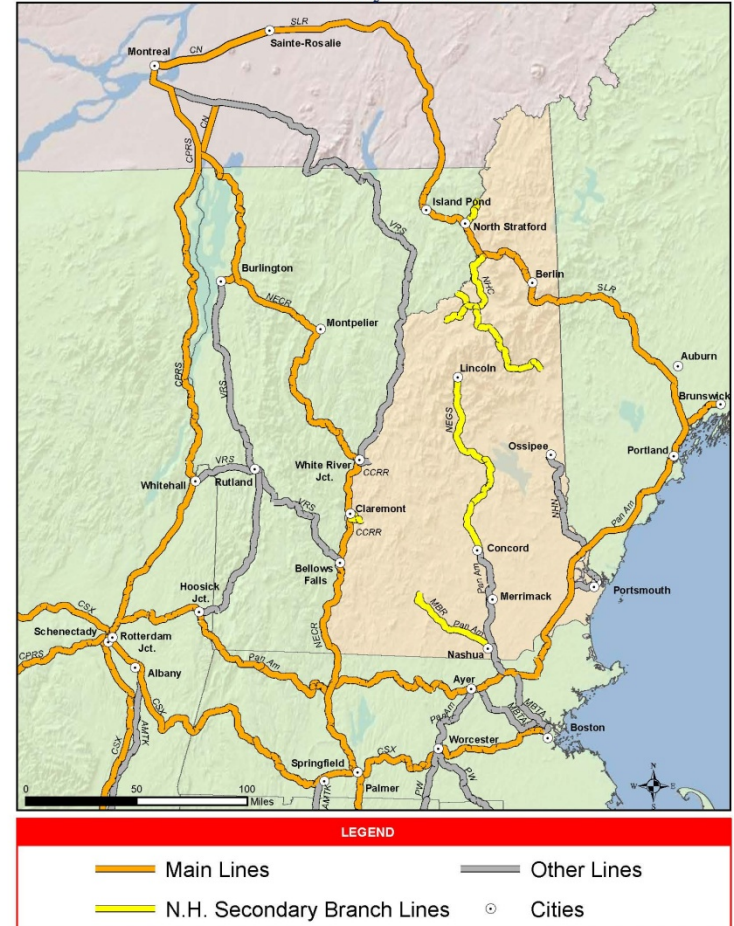 SLR
Sainte-Rosalie
CN
Montreal
CN
CPRS
Island Pond
North Stratford
VRS
Burlington
NHC
Berlin
SLR
NECR
Montpelier
CPRS
VRS
Lincoln
Auburn
Brunswick
NEGS
Ossipee
VRS
White River
Jct.
CCRR
Portland
Whitehall
Rutland
NHN
VRS
Claremont
CCRR
Pan Am
Concord
Bellows
Falls
Pan Am
Hoosick
Jct.
Merrimack
Portsmouth
MBR
Pan Am
CSX
Schenectady
Rotterdam
Jct.
CPRS
NECR
Nashua
Pan Am
Albany
Ayer
CSX
MBTA
MBTA
Pan Am
Boston
AMTK
CSX
Worcester
CSX
Springfield
Palmer
AMTK
PW
PW
N
W E
S
0 50 100
Miles
LEGEND
Main Lines
Other Lines
N.H. Secondary Branch Lines
Cities